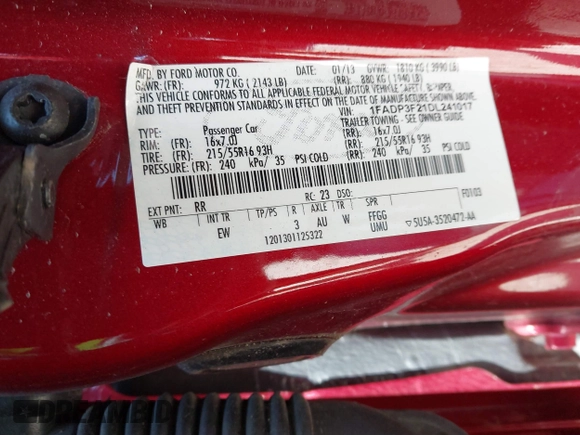 MFD. BY FORD MOTOR CO.
01/13 GVWR: 1810 KG ( 3990 LB)
GAWR: (FR): 972 KG ( 2143 LB) (RR): 880 KG ( 1940 LB)
THIS VEHICLE CONFORMS TO ALL APPLICABLE FEDERAL MOTOR VEHICLE SAFETY, BUMPER,
AND THEFT PREVENTION STANDARDS IN EFFECT ON THE DATE OF MANUFACTURE SHOWN ABOVE.
VIN: 1FADP3F21DL241017
TYPE: Passenger Car TRAILER TOWING - SEE OWNER GUIDE
RIM: (FR): 16x7.0J (RR): 16x7.0J
TIRE: (FR): 215/55R16 93H (RR): 215/55R16 93H
PRESSURE: (FR): 240 kPa/ 35 PSI COLD (RR): 240 kPa/ 35 PSI COLD
EXT PNT: RR RC: 23 DSO: F0103
WB INT TR TP/PS R AXLE TR SPR
EW 3 AU W FFGG
UMU
1201301125322
5U5A-3520472-AA